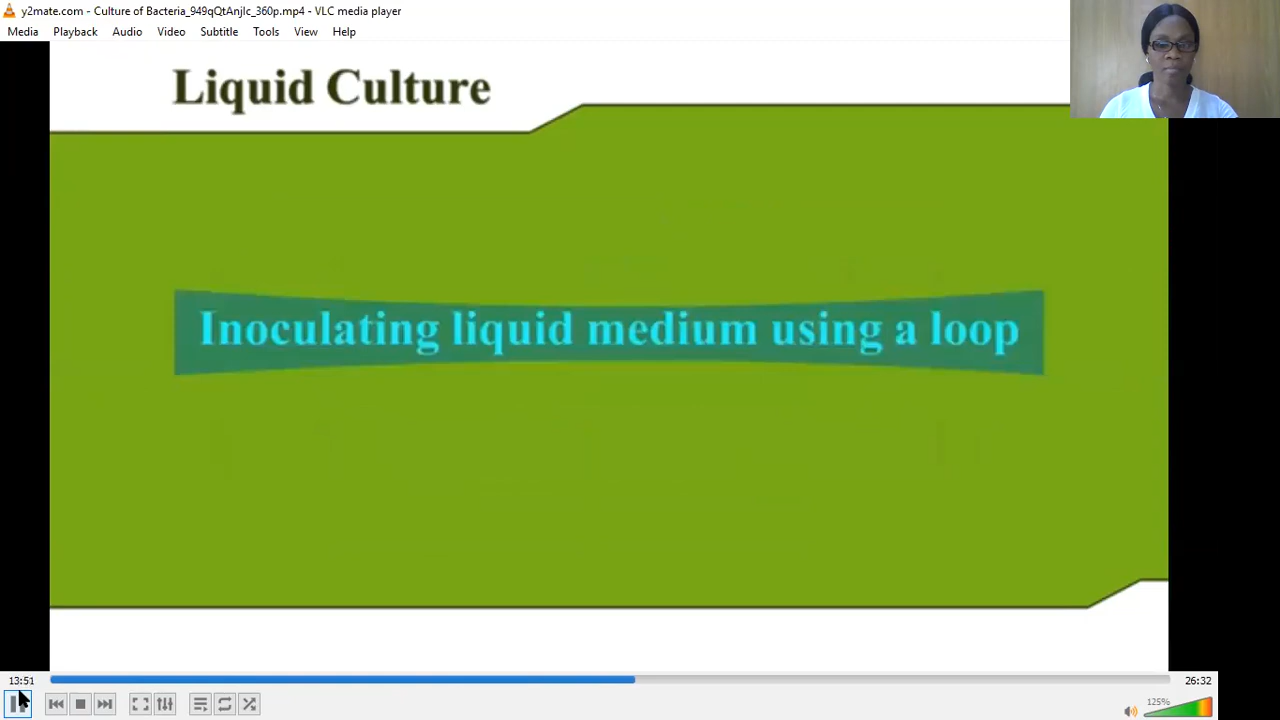 y2mate.com - Culture of Bacteria_949qQtAnjlc_360p.mp4 - VLC media player
Media Playback Audio Video Subtitle Tools View Help
Liquid Culture
Inoculating liquid medium using a loop
13:51
26:32
125%